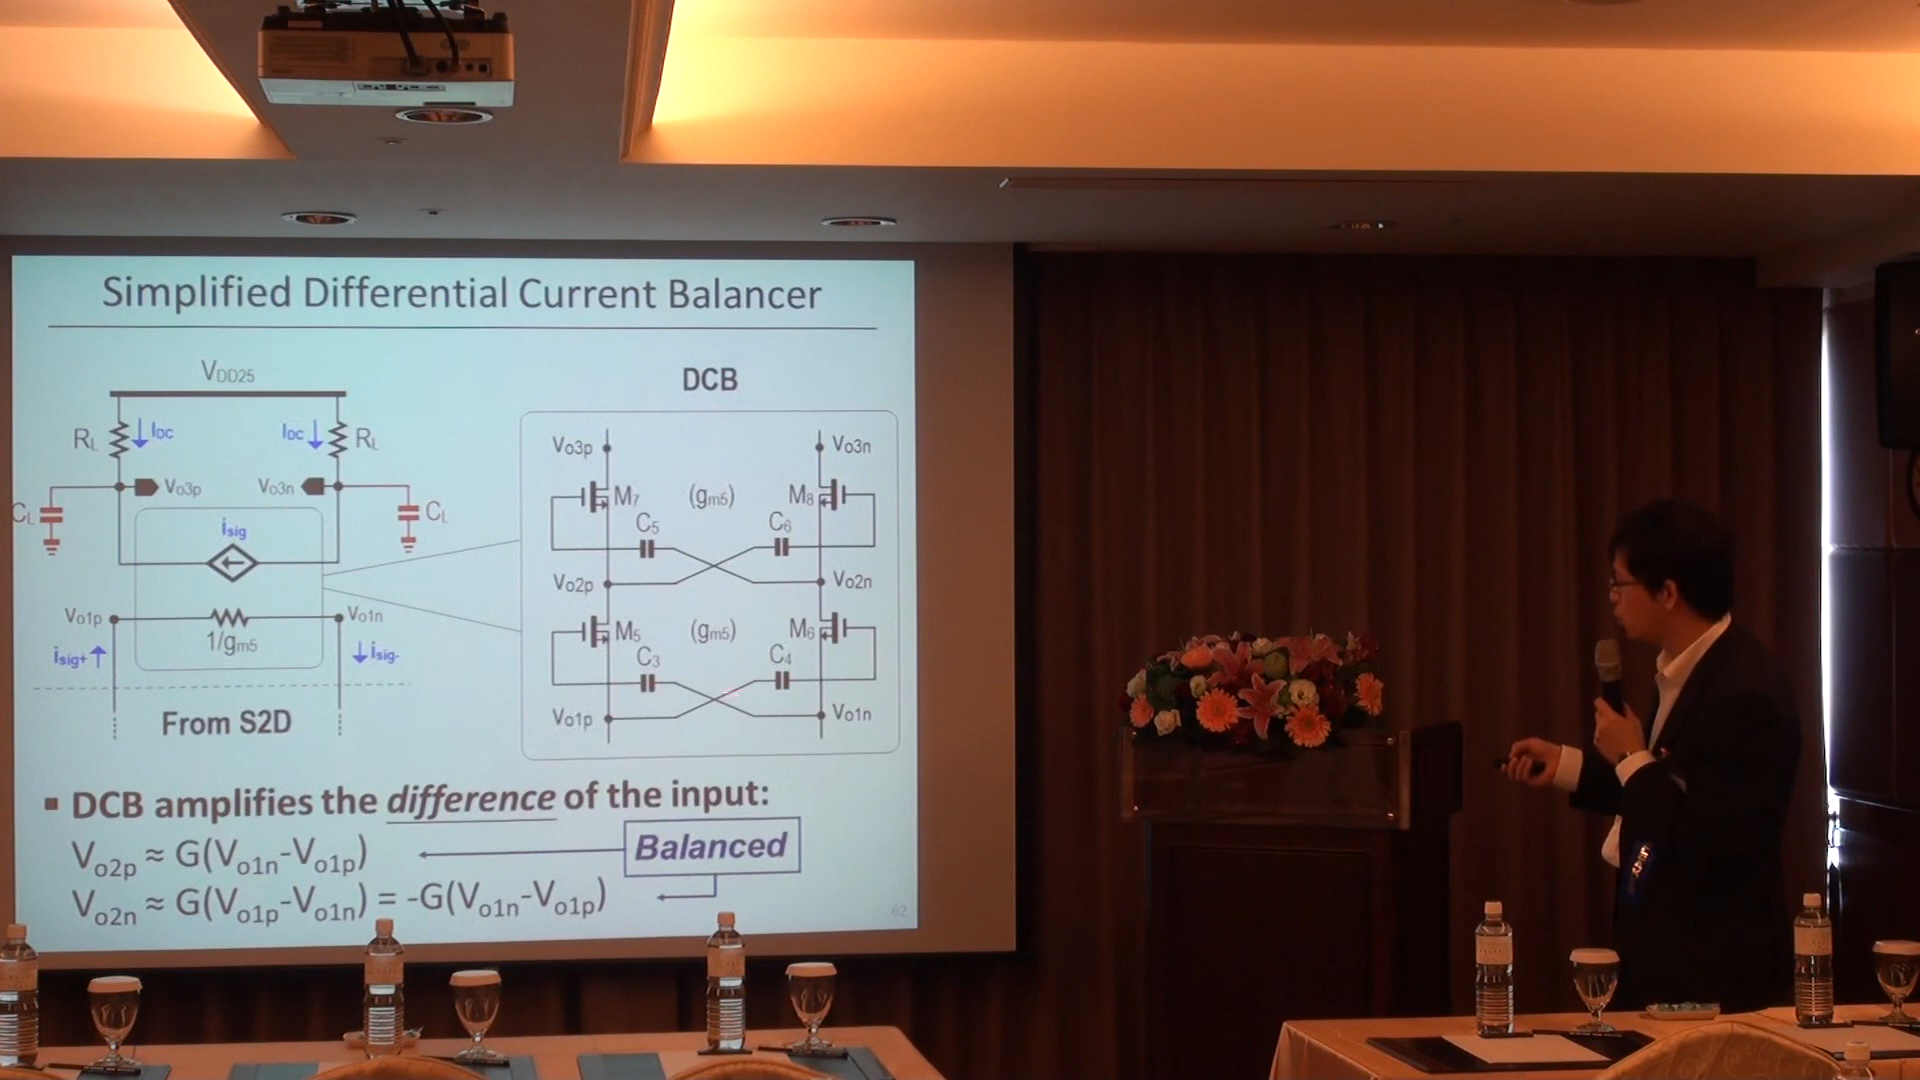 Simplified Differential Current Balancer
VDD25
DCB
RL
IDC
IDC
RL
Vo3p
Vo3n
CL
CL
isig
Vo1p
Vo1n
1/gm5
isig+
isig-
From S2D
Vo3p
Vo3n
M7
(gm5)
M8
C5
C6
Vo2p
Vo2n
M5
(gm5)
M6
C3
C4
Vo1p
Vo1n
▪ DCB amplifies the difference of the input:
Vo2p ≈ G(Vo1n-Vo1p)
Balanced
Vo2n ≈ G(Vo1p-Vo1n) = -G(Vo1n-Vo1p)
62